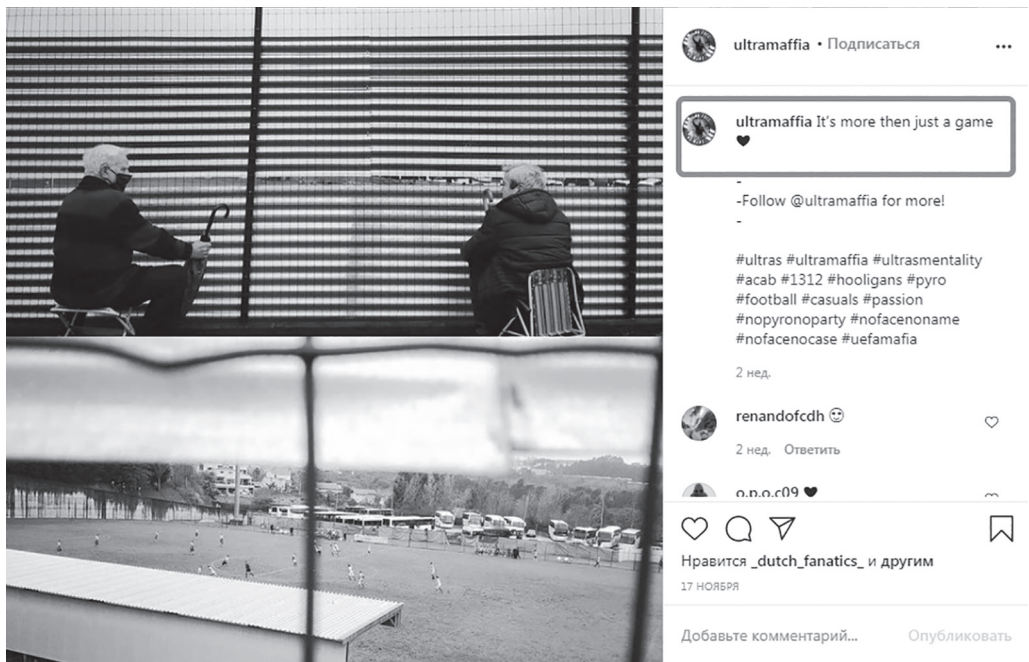 ultramaffia • Подписаться
ultramaffia It's more then just a game
🖤
-
-Follow @ultramaffia for more!
-
#ultras #ultramaffia #ultrasmentality
#acab #1312 #hooligans #pyro
#football #casuals #passion
#nopyronoparty #nofacenoname
#nofacenocase #uefamafia
2 нед.
renandofcdh
2 нед. Ответить
o.p.o.c09 🖤
Нравится _dutch_fanatics_ и другим
17 НОЯБРЯ
Добавьте комментарий... Опубликовать